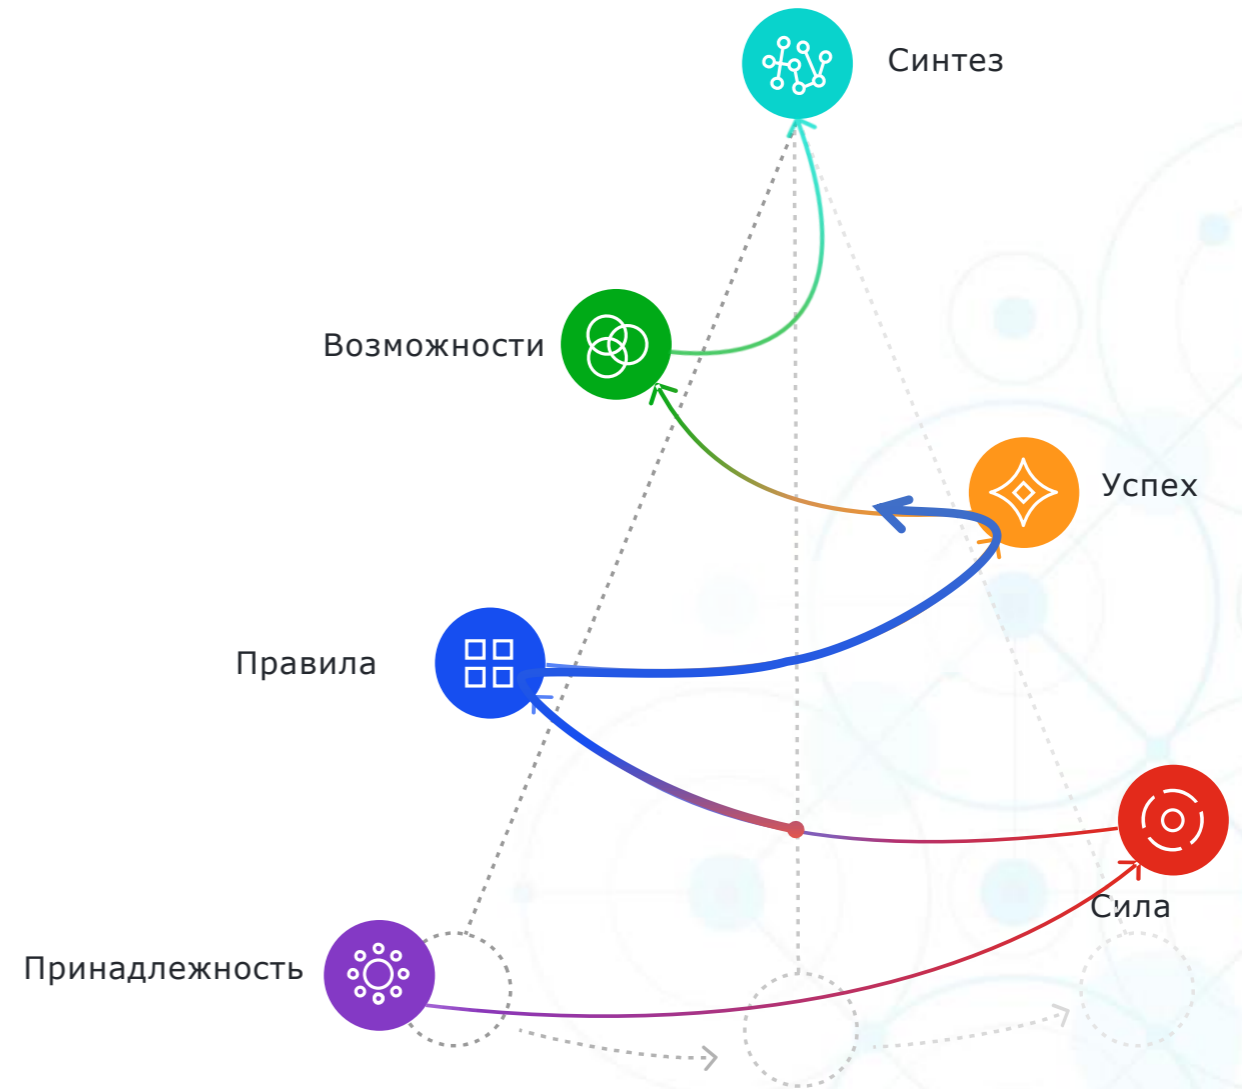 Синтез
Возможности
Успех
Правила
Сила
Принадлежность